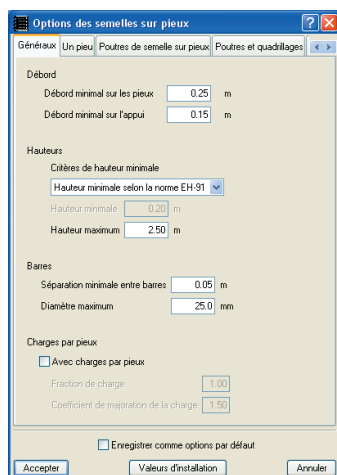 Options des semelles sur pieux
Généraux Un pieu Poutres de semelle sur pieux Poutres et quadrillages
Débord
Débord minimal sur les pieux 0.25 m
Débord minimal sur l'appui 0.15 m
Hauteurs
Critères de hauteur minimale
Hauteur minimale selon la norme EH-91
Hauteur minimale 0.20 m
Hauteur maximum 2.50 m
Barres
Séparation minimale entre barres 0.05 m
Diamètre maximum 25.0 mm
Charges par pieux
Avec charges par pieux
Fraction de charge 1.00
Coefficient de majoration de la charge 1.50
Enregistrer comme options par défaut
Accepter Valeurs d'installation Annuler